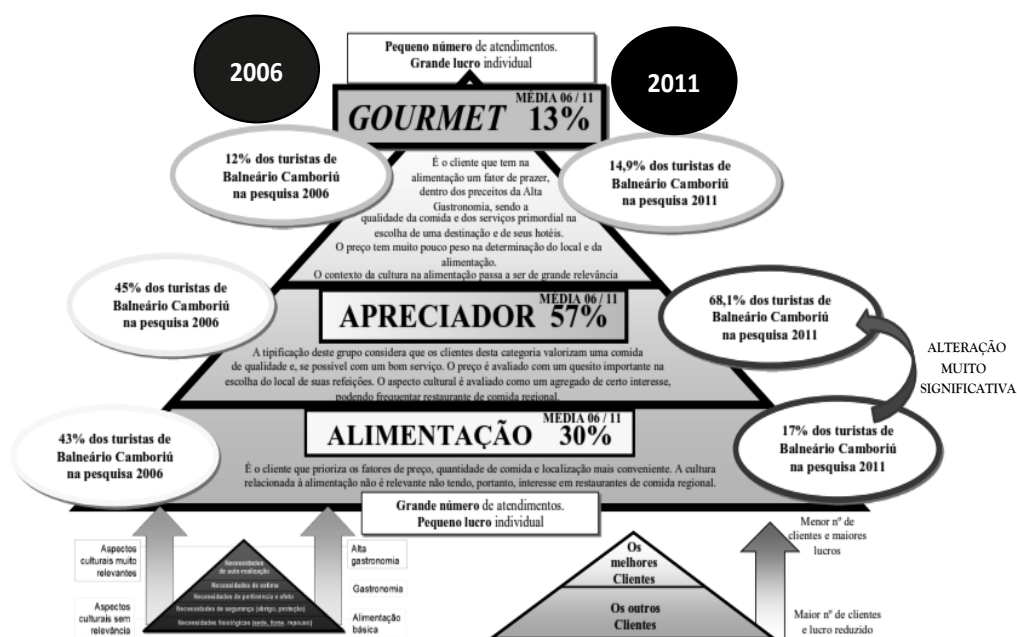 2006
2011
Pequeno número de atendimentos.
Grande lucro individual
MÉDIA 06 / 11
GOURMET 13%
12% dos turistas de
Balneário Camboriú
na pesquisa 2006
14,9% dos turistas de
Balneário Camboriú
na pesquisa 2011
É o cliente que tem na
alimentação um fator de prazer,
dentro dos preceitos da Alta
Gastronomia, sendo a
qualidade da comida e dos serviços primordial na
escolha de uma destinação e de seus hotéis.
O preço tem muito pouco peso na determinação do local e da
alimentação.
O contexto da cultura na alimentação passa a ser de grande relevância
45% dos turistas de
Balneário Camboriú
na pesquisa 2006
MÉDIA 06 / 11
APRECIADOR 57%
68,1% dos turistas de
Balneário Camboriú
na pesquisa 2011
A tipificação deste grupo considera que os clientes desta categoria valorizam uma comida
de qualidade e, se possível com um bom serviço. O preço é avaliado com um quesito importante na
escolha do local de suas refeições. O aspecto cultural é avaliado como um agregado de certo interesse,
podendo frequentar restaurante de comida regional.
ALTERAÇÃO
MUITO
SIGNIFICATIVA
43% dos turistas de
Balneário Camboriú
na pesquisa 2006
MÉDIA 06 / 11
ALIMENTAÇÃO 30%
17% dos turistas de
Balneário Camboriú
na pesquisa 2011
É o cliente que prioriza os fatores de preço, quantidade de comida e localização mais conveniente. A cultura
relacionada à alimentação não é relevante não tendo, portanto, interesse em restaurantes de comida regional.
Grande número de atendimentos.
Pequeno lucro individual
Aspectos
culturais muito
relevantes
Aspectos
culturais sem
relevância
Necessidades
de auto-realização
Necessidades de estima
Necessidades de pertinência e afeto
Necessidades de segurança (abrigo, proteção)
Necessidades fisiológicas (sede, fome, repouso)
Alta
gastronomia
Gastronomia
Alimentação
básica
Os
melhores
Clientes
Os outros
Clientes
Menor nº de
clientes e maiores
lucros
Maior nº de clientes
e lucro reduzido